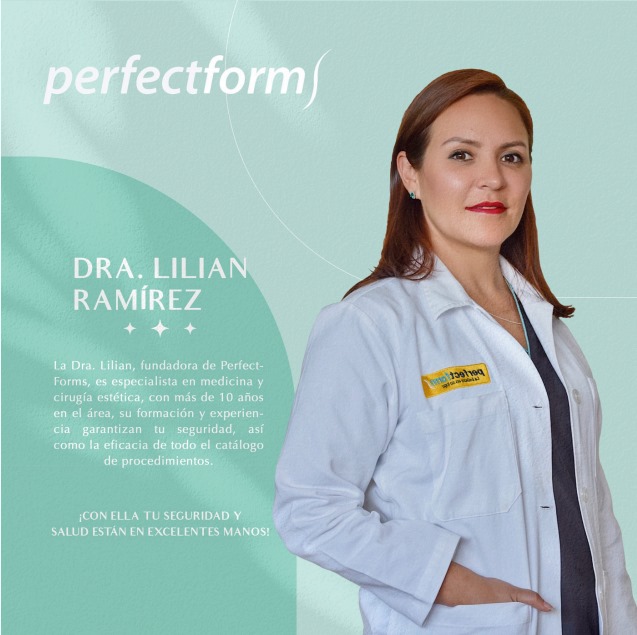 perfectforms
DRA. LILIAN
RAMÍREZ
La Dra. Lilian, fundadora de Perfect-
Forms, es especialista en medicina y
cirugía estética, con más de 10 años
en el área, su formación y experien-
cia garantizan tu seguridad, así
como la eficacia de todo el catálogo
de procedimientos.
¡CON ELLA TU SEGURIDAD Y
SALUD ESTÁN EN EXCELENTES MANOS!
perfectforms